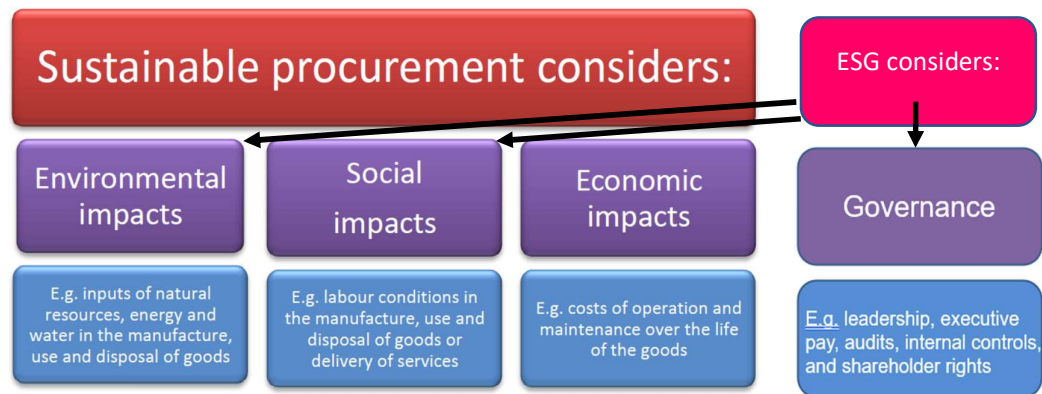 Sustainable procurement considers:
ESG considers:
Environmental
impacts
Social
impacts
Economic
impacts
Governance
E.g. inputs of natural
resources, energy and
water in the manufacture,
use and disposal of goods
E.g. labour conditions in
the manufacture, use and
disposal of goods or
delivery of services
E.g. costs of operation and
maintenance over the life
of the goods
E.g. leadership, executive
pay, audits, internal controls,
and shareholder rights